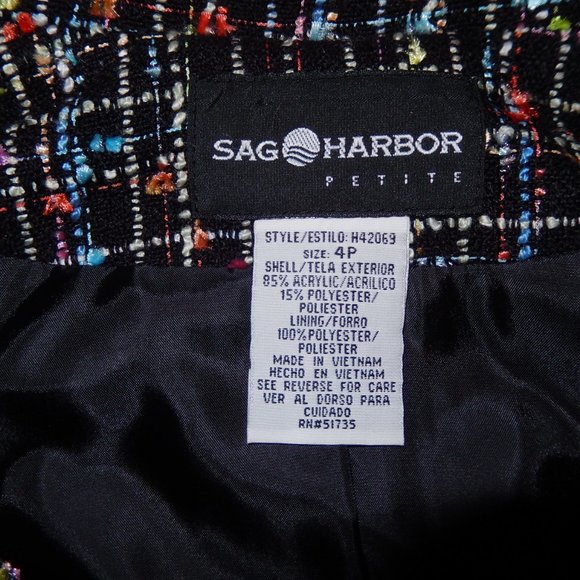 SAG HARBOR
PETITE
STYLE/ESTILO: H42069
SIZE: 4P
SHELL/TELA EXTERIOR
85% ACRYLIC/ACRILICO
15% POLYESTER/
POLIESTER
LINING/FORRO
100%POLYESTER/
POLIESTER
MADE IN VIETNAM
HECHO EN VIETNAM
SEE REVERSE FOR CARE
VER AL DORSO PARA
CUIDADO
RN#51735